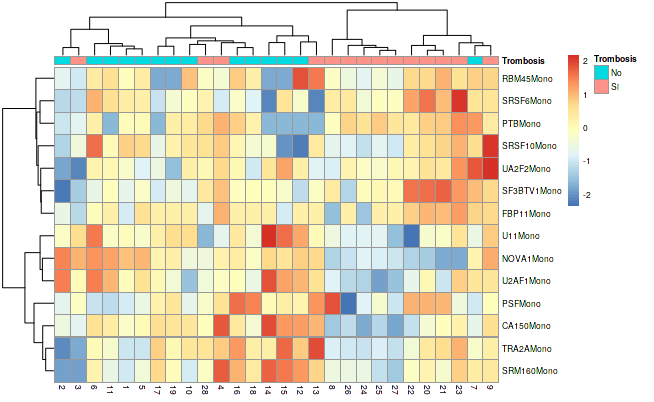 Trombosis
RBM45Mono
SRSF6Mono
PTBMono
SRSF10Mono
UA2F2Mono
SF3BTV1Mono
FBP11Mono
U11Mono
NOVA1Mono
U2AF1Mono
PSFMono
CA150Mono
TRA2AMono
SRM160Mono
2 3 6 11 1 5 17 19 10 28 4 16 18 14 15 12 13 8 26 24 25 27 22 20 21 23 7 9
2
1
0
-1
-2
Trombosis
No
SI